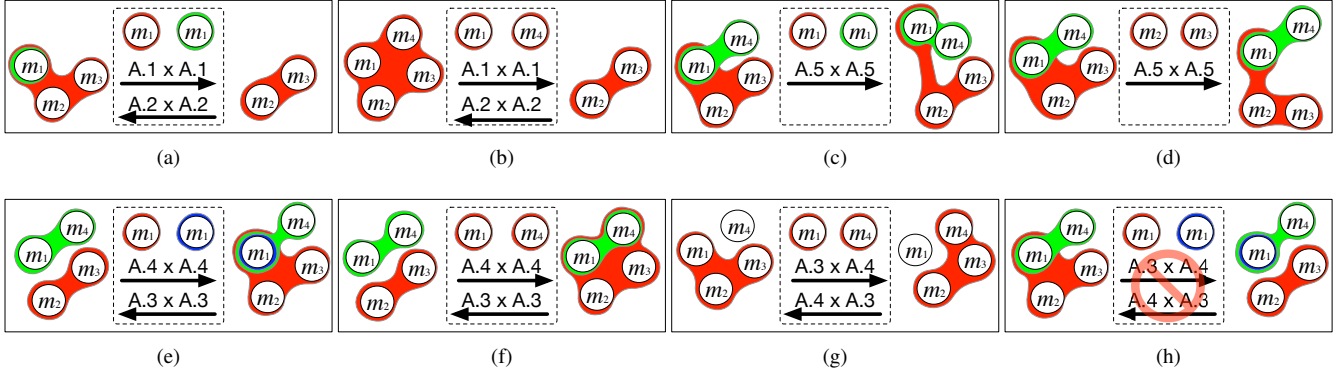 m₁ m₁
m₁ m₃ A.1 x A.1 m₃
m₂ A.2 x A.2 m₂
(a)
m₄ m₁ m₄
m₁ m₃ A.1 x A.1 m₃
m₂ A.2 x A.2 m₂
(b)
m₄ m₁ m₁ m₁ m₄
m₁ m₃ A.5 x A.5 m₃
m₂ m₂
(c)
m₄ m₂ m₃ m₄
m₁ m₃ A.5 x A.5 m₁
m₂ m₂ m₃
(d)
m₄ m₁ m₁ m₄
m₁ m₃ A.4 x A.4 m₁ m₃
m₂ A.3 x A.3 m₂
(e)
m₄ m₁ m₄ m₄
m₁ m₃ A.4 x A.4 m₁ m₃
m₂ A.3 x A.3 m₂
(f)
m₄ m₁ m₄ m₄
m₁ m₃ A.3 x A.4 m₁ m₃
m₂ A.4 x A.3 m₂
(g)
m₄ m₁ m₁ m₄
m₁ m₃ A.3 x A.4 m₁ m₃
m₂ A.4 x A.3 m₂
(h)